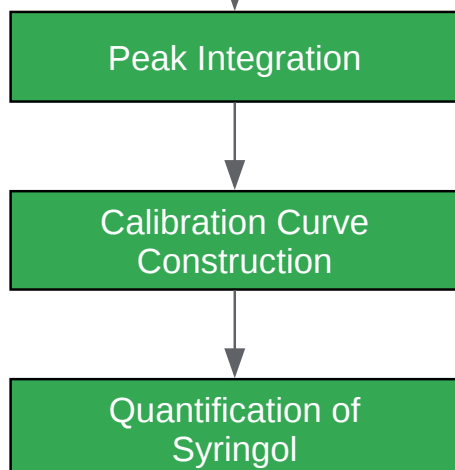 Peak Integration
Calibration Curve
Construction
Quantification of
Syringol